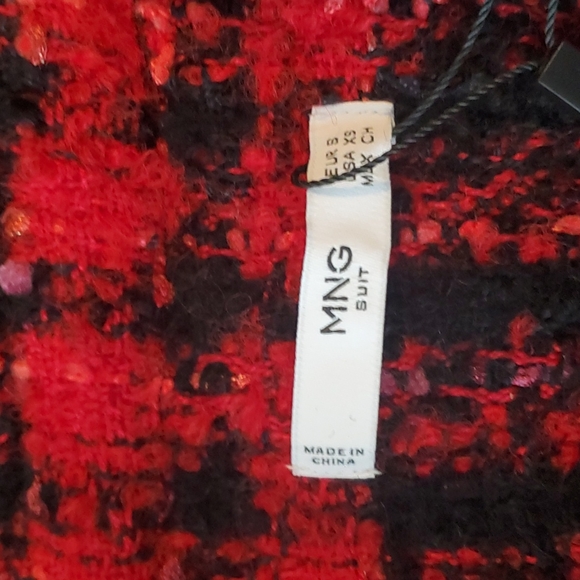 EUR S
USA XS
MEX CH
MNG
SUIT
MADE IN
CHINA